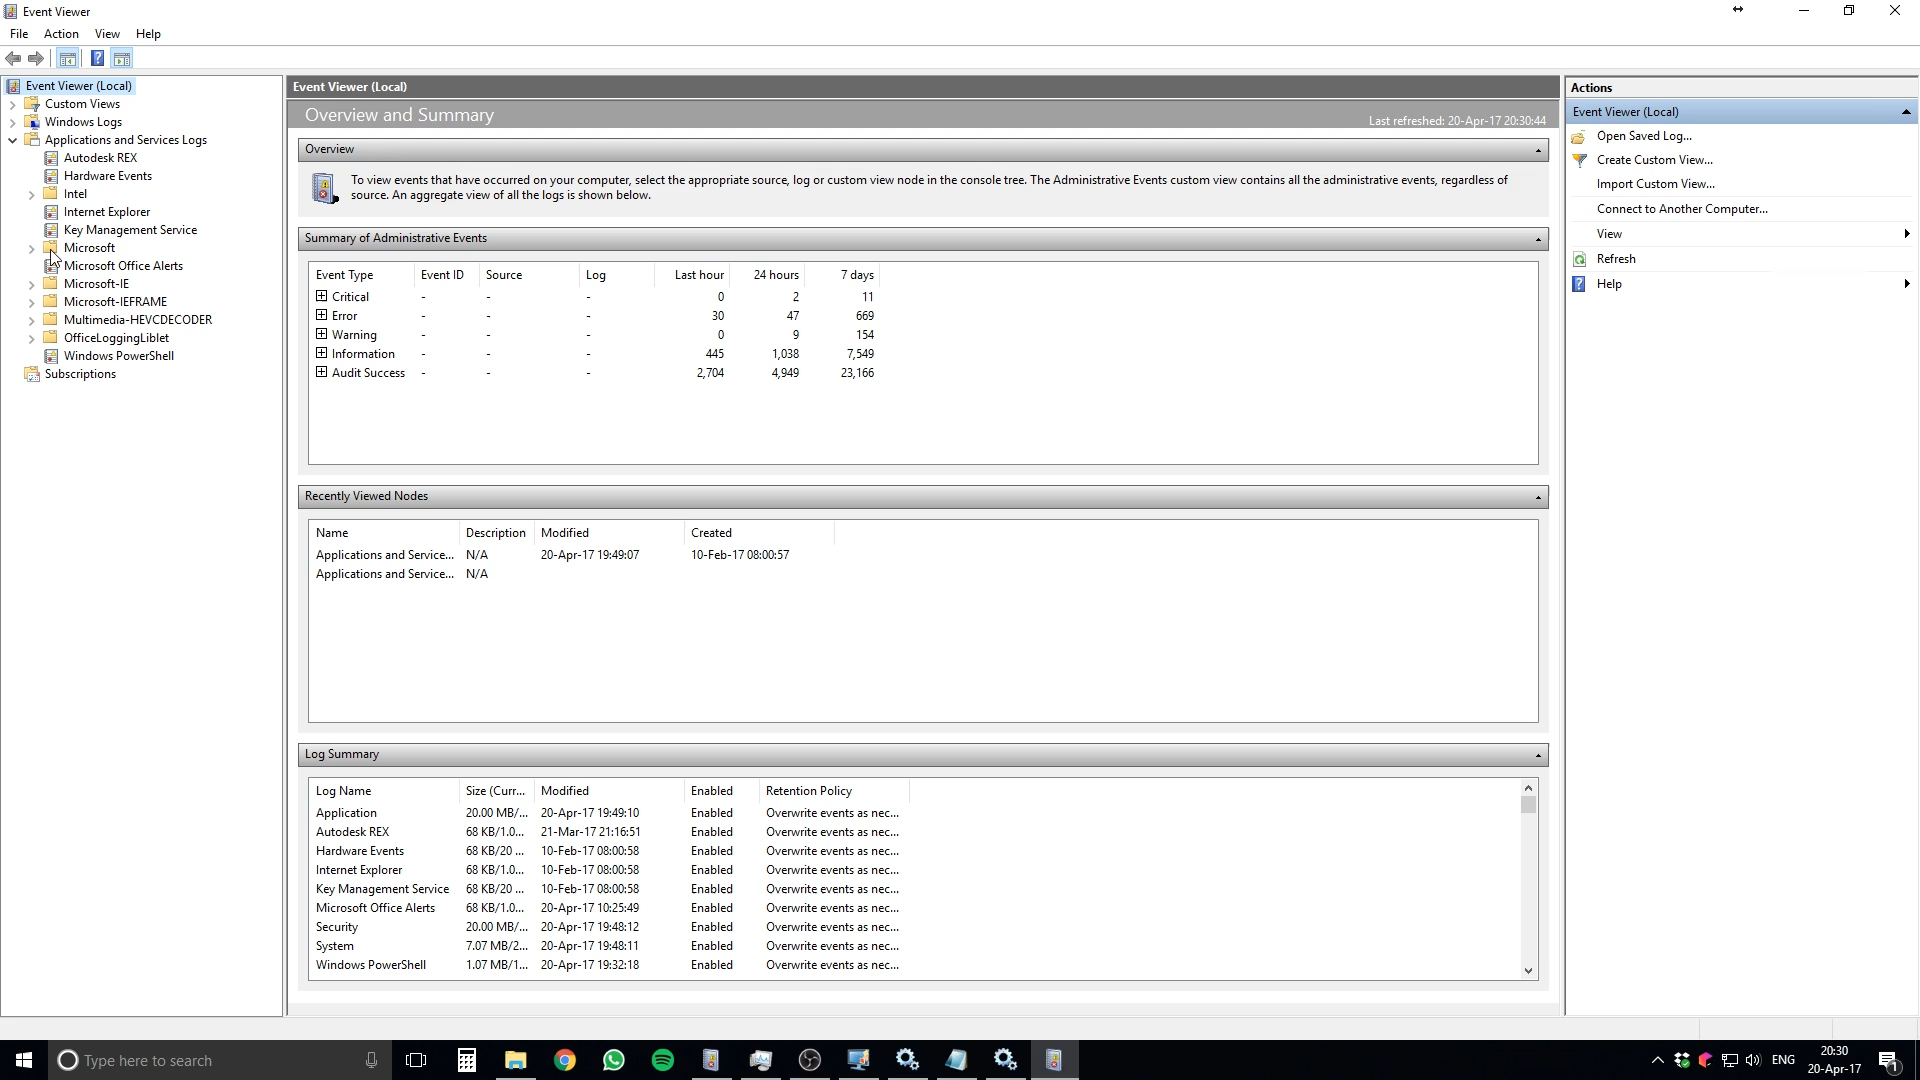 Event Viewer
File Action View Help
Event Viewer (Local)
Custom Views
Windows Logs
Applications and Services Logs
Autodesk REX
Hardware Events
Intel
Internet Explorer
Key Management Service
Microsoft
Microsoft Office Alerts
Microsoft-IE
Microsoft-IEFRAME
Multimedia-HEVCDECODER
OfficeLoggingLiblet
Windows PowerShell
Subscriptions
Event Viewer (Local)
Overview and Summary Last refreshed: 20-Apr-17 20:30:44
Overview
To view events that have occurred on your computer, select the appropriate source, log or custom view node in the console tree. The Administrative Events custom view contains all the administrative events, regardless of
source. An aggregate view of all the logs is shown below.
Summary of Administrative Events
Event Type Event ID Source Log Last hour 24 hours 7 days
Critical - - - 0 2 11
Error - - - 30 47 669
Warning - - - 0 9 154
Information - - - 445 1,038 7,549
Audit Success - - - 2,704 4,949 23,166
Recently Viewed Nodes
Name Description Modified Created
Applications and Service... N/A 20-Apr-17 19:49:07 10-Feb-17 08:00:57
Applications and Service... N/A
Log Summary
Log Name Size (Curr... Modified Enabled Retention Policy
Application 20.00 MB/... 20-Apr-17 19:49:10 Enabled Overwrite events as nec...
Autodesk REX 68 KB/1.0... 21-Mar-17 21:16:51 Enabled Overwrite events as nec...
Hardware Events 68 KB/20 ... 10-Feb-17 08:00:58 Enabled Overwrite events as nec...
Internet Explorer 68 KB/1.0... 10-Feb-17 08:00:58 Enabled Overwrite events as nec...
Key Management Service 68 KB/20 ... 10-Feb-17 08:00:58 Enabled Overwrite events as nec...
Microsoft Office Alerts 68 KB/1.0... 20-Apr-17 10:25:49 Enabled Overwrite events as nec...
Security 20.00 MB/... 20-Apr-17 19:48:12 Enabled Overwrite events as nec...
System 7.07 MB/2... 20-Apr-17 19:48:11 Enabled Overwrite events as nec...
Windows PowerShell 1.07 MB/1... 20-Apr-17 19:32:18 Enabled Overwrite events as nec...
Actions
Event Viewer (Local)
Open Saved Log...
Create Custom View...
Import Custom View...
Connect to Another Computer...
View
Refresh
Help
Type here to search
ENG
20:30
20-Apr-17
1